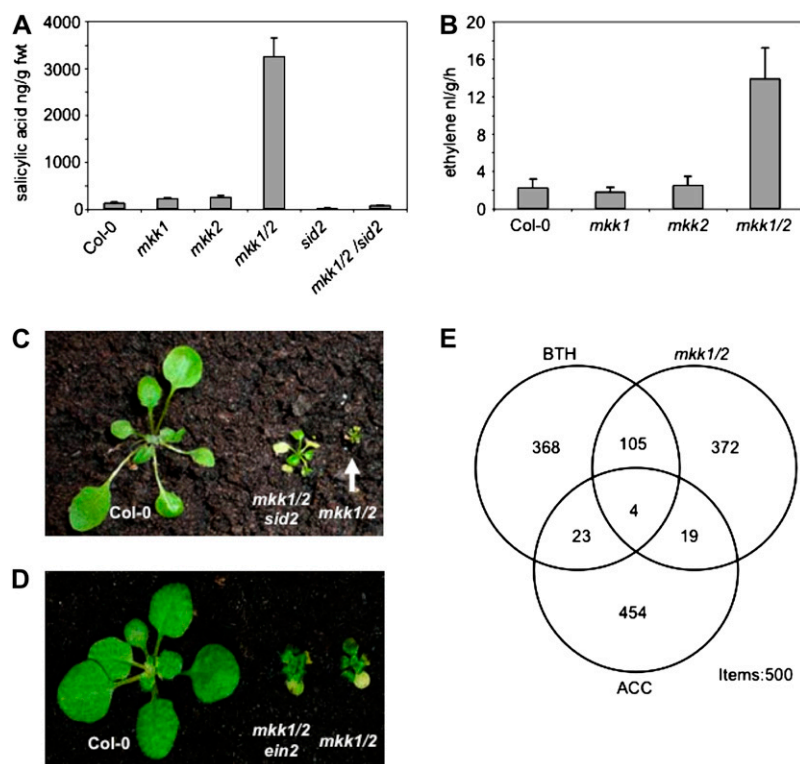 A
salicylic acid ng/g fwt
4000
3000
2000
1000
0
Col-0
mkk1
mkk2
mkk1/2
sid2
mkk1/2 /sid2
B
ethylene nl/g/h
20
16
12
8
4
0
Col-0
mkk1
mkk2
mkk1/2
C
Col-0
mkk1/2
sid2
mkk1/2
D
Col-0
mkk1/2
ein2
mkk1/2
E
BTH
mkk1/2
368
105
372
4
23
19
454
ACC
Items:500